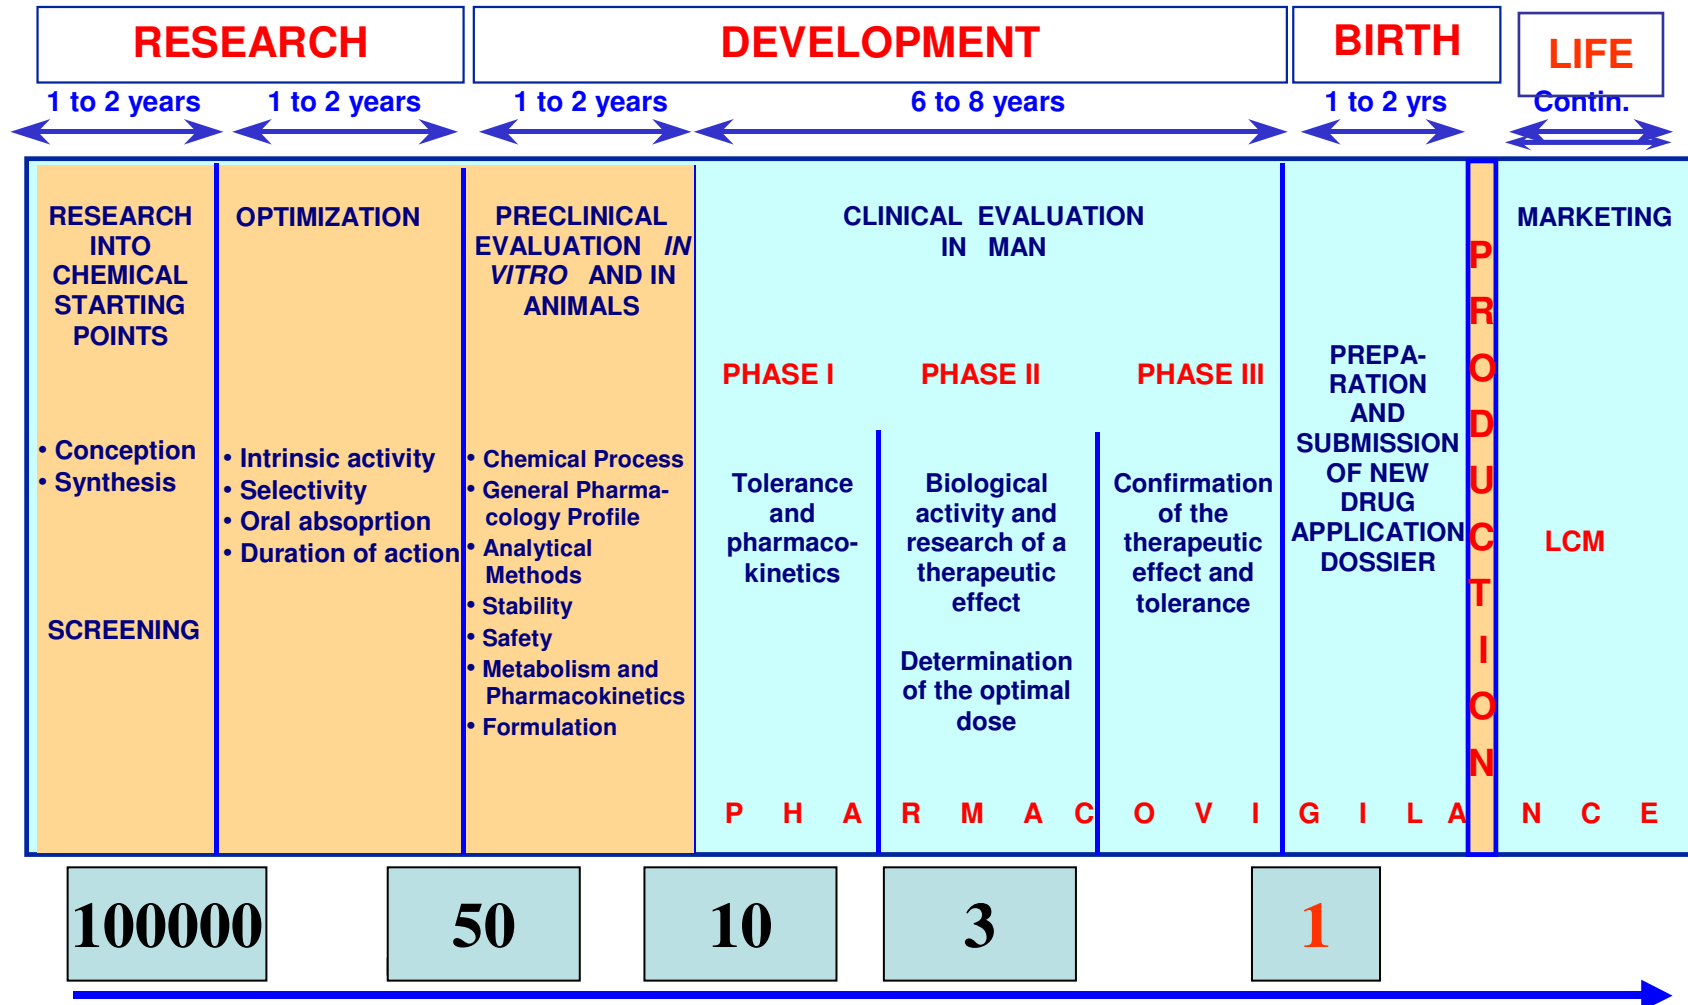 RESEARCH
DEVELOPMENT
BIRTH
LIFE
1 to 2 years
1 to 2 years
1 to 2 years
6 to 8 years
1 to 2 yrs
Contin.
RESEARCH
INTO
CHEMICAL
STARTING
POINTS
• Conception
• Synthesis
SCREENING
OPTIMIZATION
• Intrinsic activity
• Selectivity
• Oral absoprtion
• Duration of action
PRECLINICAL
EVALUATION IN
VITRO AND IN
ANIMALS
• Chemical Process
• General Pharma-
cology Profile
• Analytical
Methods
• Stability
• Safety
• Metabolism and
Pharmacokinetics
• Formulation
CLINICAL EVALUATION
IN MAN
PHASE I
Tolerance
and
pharmaco-
kinetics
PHASE II
Biological
activity and
research of a
therapeutic
effect
Determination
of the optimal
dose
PHASE III
Confirmation
of the
therapeutic
effect and
tolerance
PREPA-
RATION
AND
SUBMISSION
OF NEW
DRUG
APPLICATION
DOSSIER
PRODUCTION
MARKETING
LCM
P H A R M A C O V I G I L A N C E
100000
50
10
3
1